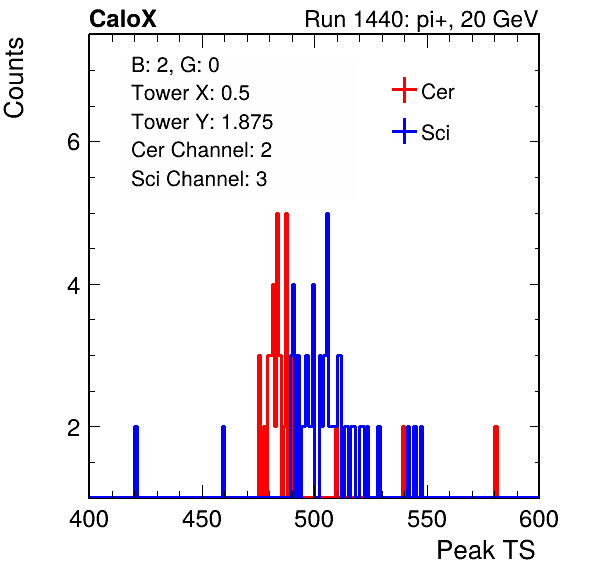 CaloX Run 1440: pi+, 20 GeV
Counts
B: 2, G: 0
Tower X: 0.5
Tower Y: 1.875
Cer Channel: 2
Sci Channel: 3
Cer
Sci
6
4
2
400 450 500 550 600
Peak TS